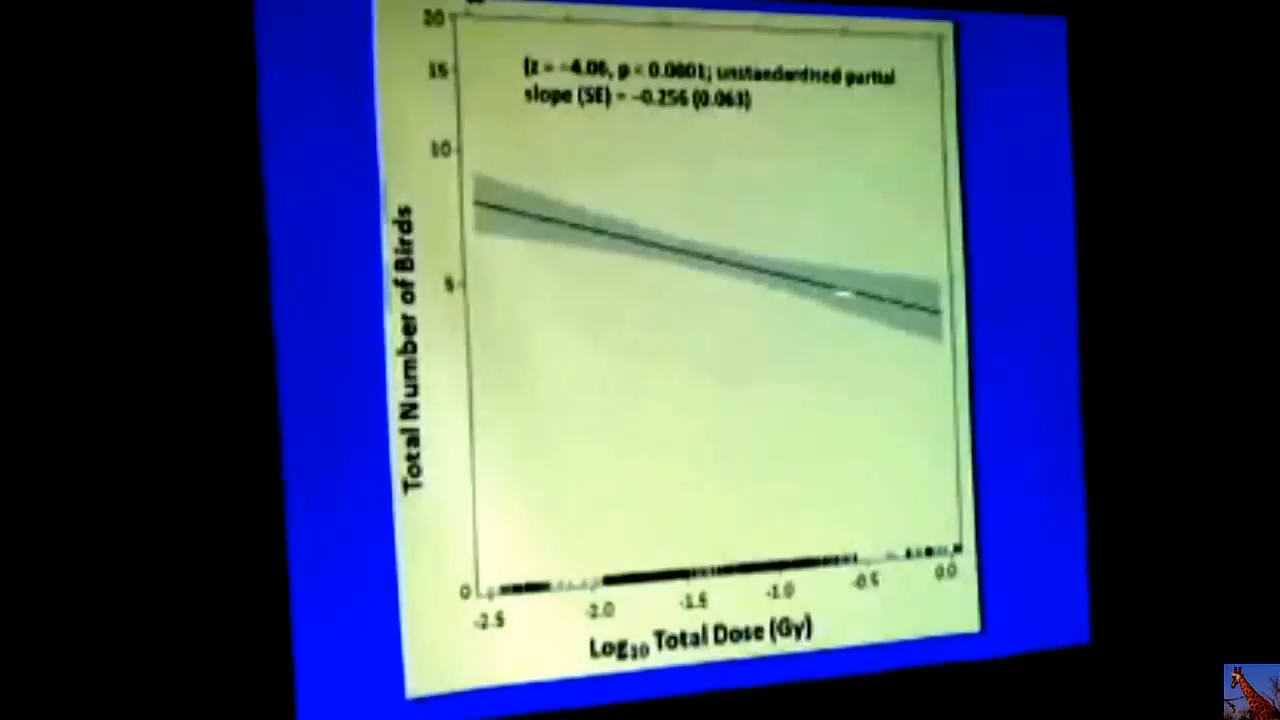 20
15
10
5
0
(z = -4.06, p < 0.0001; unstandardised partial
slope (SE) = -0.256 (0.063)
Total Number of Birds
-2.5 -2.0 -1.5 -1.0 -0.5 0.0
Log₁₀ Total Dose (Gy)